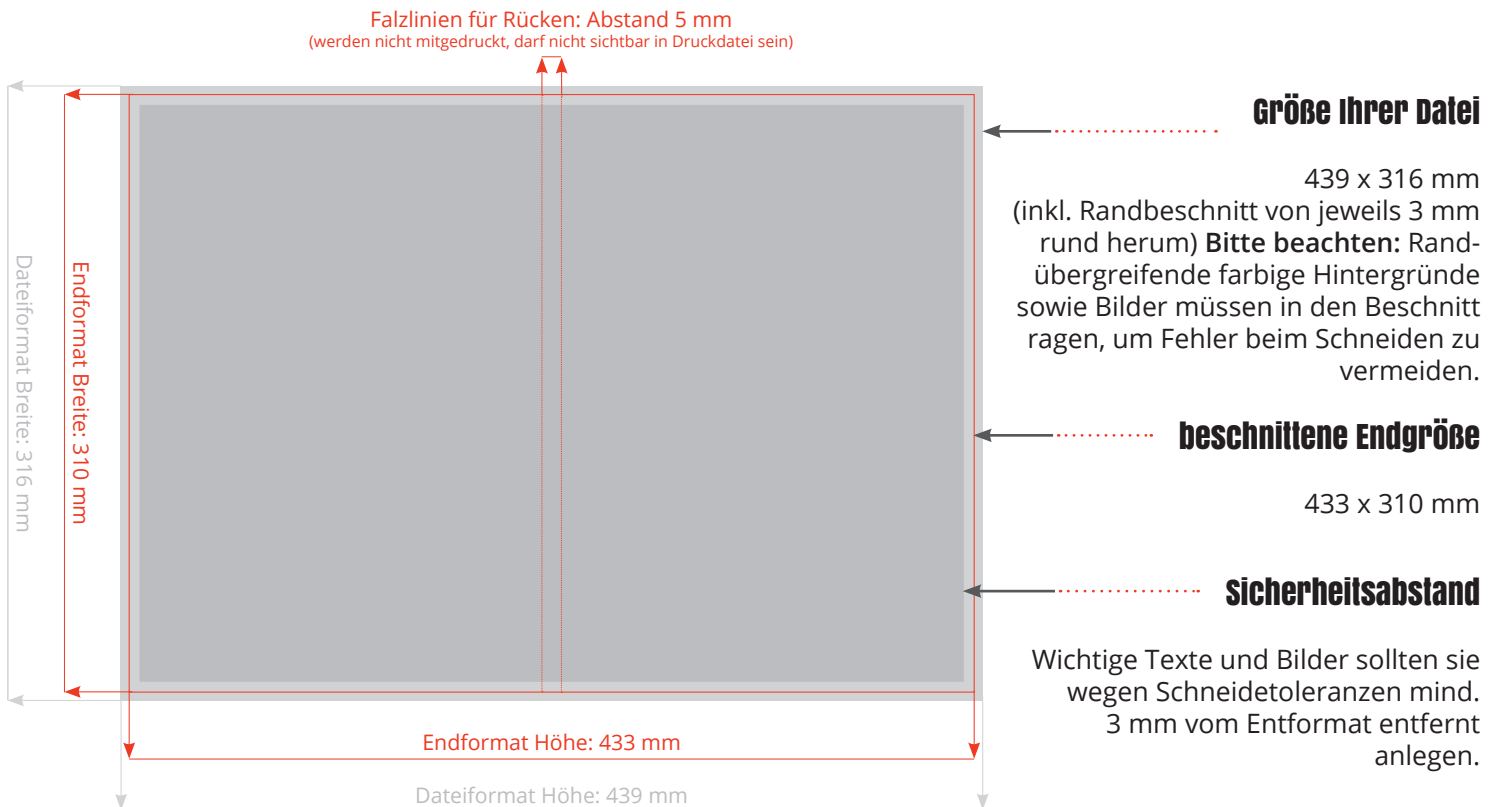 Falzlinien für Rücken: Abstand 5 mm
(werden nicht mitgedruckt, darf nicht sichtbar in Druckdatei sein)
Dateiformat Breite: 316 mm
Endformat Breite: 310 mm
Endformat Höhe: 433 mm
Dateiformat Höhe: 439 mm
Größe Ihrer Datei
439 x 316 mm
(inkl. Randbeschnitt von jeweils 3 mm
rund herum) Bitte beachten: Rand-
übergreifende farbige Hintergründe
sowie Bilder müssen in den Beschnitt
ragen, um Fehler beim Schneiden zu
vermeiden.
beschnittene Endgröße
433 x 310 mm
Sicherheitsabstand
Wichtige Texte und Bilder sollten sie
wegen Schneidetoleranzen mind.
3 mm vom Entformat entfernt
anlegen.